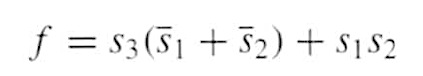 f = s₃(s̅₁ + s̅₂) + s₁s₂